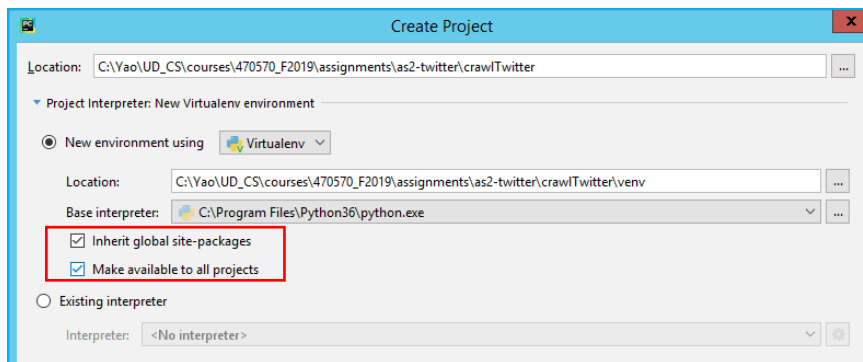 PC
Create Project
x
Location: C:\Yao\UD_CS\courses\470570_F2019\assignments\as2-twitter\crawlTwitter ...
Project Interpreter: New Virtualenv environment
New environment using Virtualenv
Location: C:\Yao\UD_CS\courses\470570_F2019\assignments\as2-twitter\crawlTwitter\venv ...
Base interpreter: C:\Program Files\Python36\python.exe ...
Inherit global site-packages
Make available to all projects
Existing interpreter
Interpreter: <No interpreter>